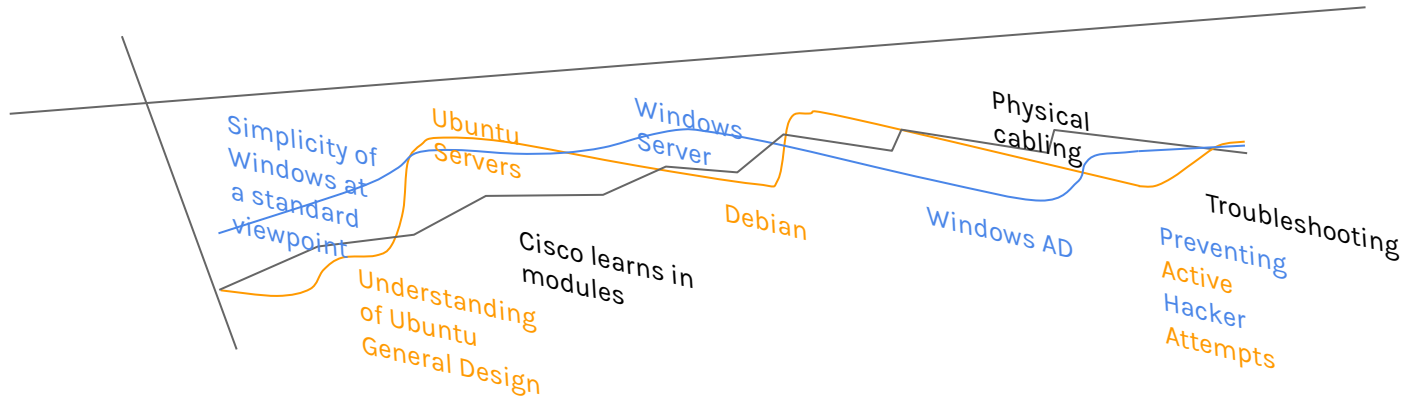 Simplicity of
Windows at
a standard
viewpoint
Ubuntu
Servers
Understanding
of Ubuntu
General Design
Cisco learns in
modules
Windows
Server
Debian
Physical
cabling
Windows AD
Troubleshooting
Preventing
Active
Hacker
Attempts